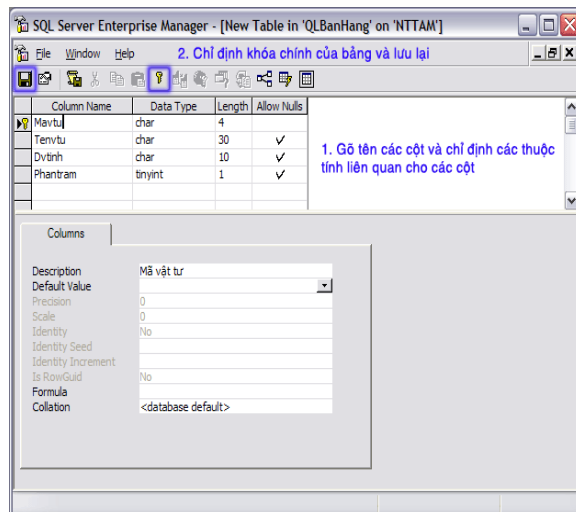 SQL Server Enterprise Manager - [New Table in 'QLBanHang' on 'NTTAM']
File Window Help
2. Chỉ định khóa chính của bảng và lưu lại
Column Name Data Type Length Allow Nulls
Mavtu char 4
Tenvtu char 30
Dvtinh char 10
Phantram tinyint 1
1. Gõ tên các cột và chỉ định các thuộc
tính liên quan cho các cột
Columns
Description Mã vật tư
Default Value
Precision 0
Scale 0
Identity No
Identity Seed
Identity Increment
Is RowGuid No
Formula
Collation <database default>